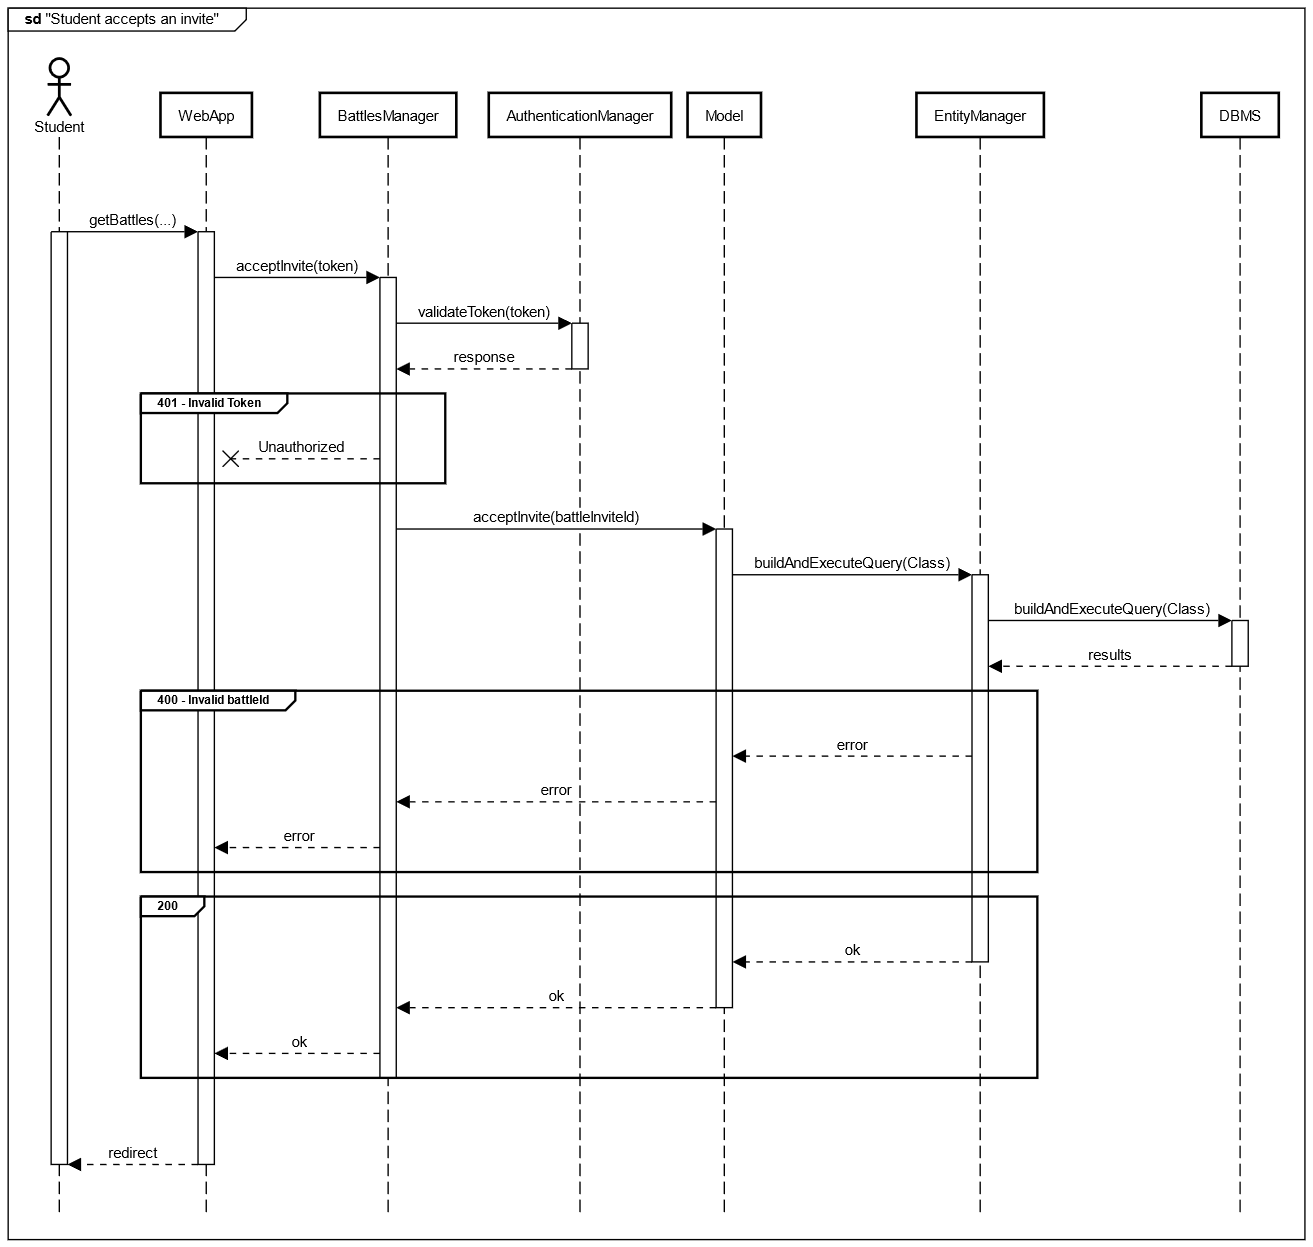 sd "Student accepts an invite"
Student
WebApp
BattlesManager
AuthenticationManager
Model
EntityManager
DBMS
getBattles(...)
acceptInvite(token)
validateToken(token)
response
401 - Invalid Token
Unauthorized
acceptInvite(battleInviteId)
buildAndExecuteQuery(Class)
buildAndExecuteQuery(Class)
results
400 - Invalid battleId
error
error
error
200
ok
ok
ok
redirect